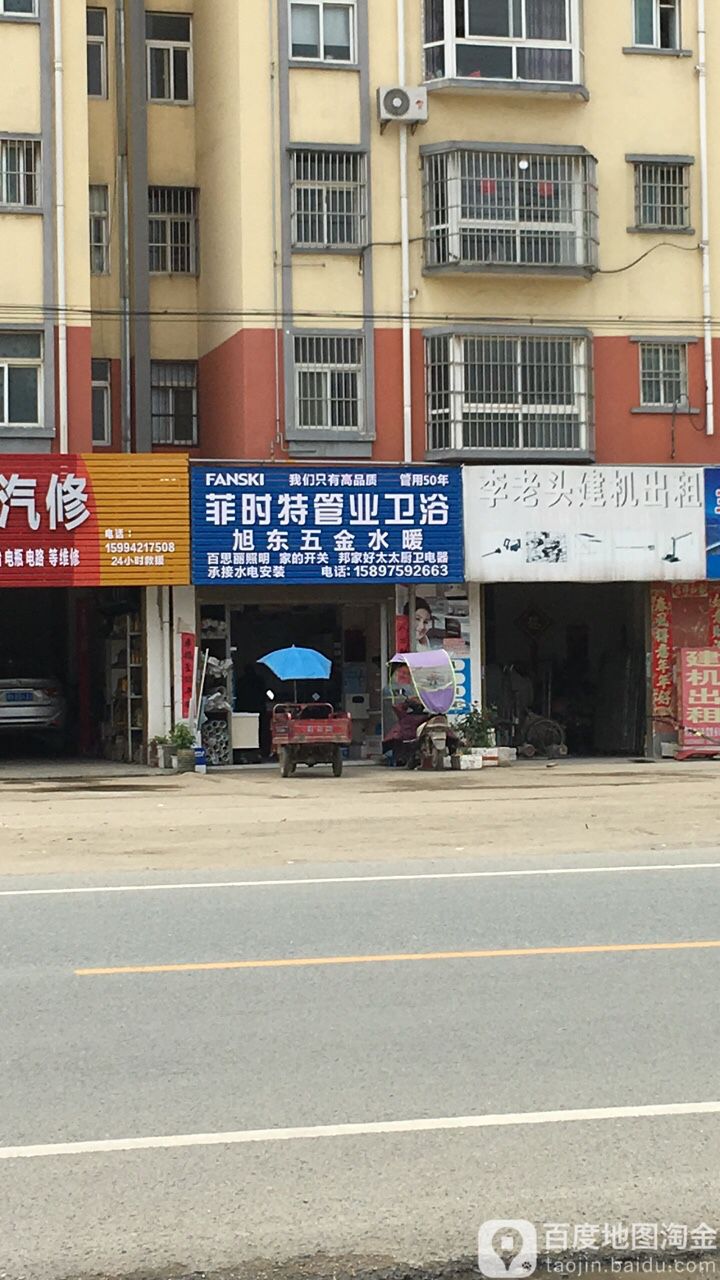 汽修
电话:
15994217508
电瓶 电路 等维修
24小时救援
FANSKI 我们只有高品质 管用50年
菲时特管业卫浴
旭东五金水暖
百思丽照明 家的开关 邦家好太太厨卫电器
承接水电安装 电话:15897592663
李老头建机出租
建机出租
百度地图淘金
taojin.baidu.com